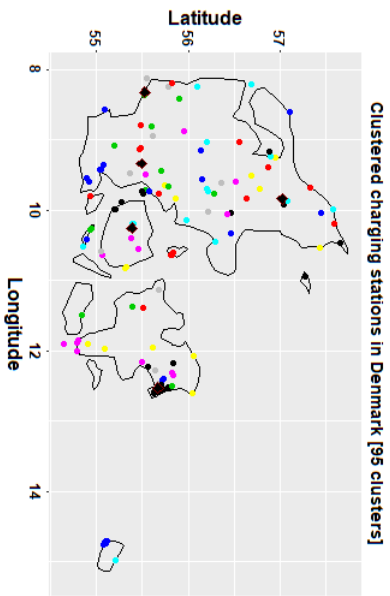 Clustered charging stations in Denmark [95 clusters]
Latitude
55
56
57
8
10
12
14
Longitude